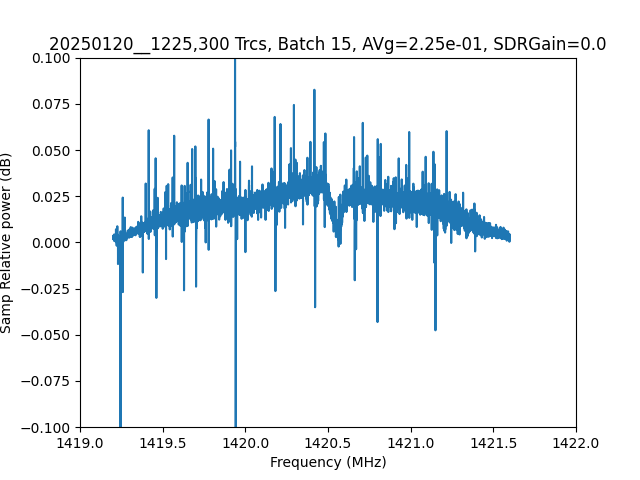 20250120__1225,300 Trcs, Batch 15, AVg=2.25e-01, SDRGain=0.0
0.100
0.075
0.050
0.025
0.000
−0.025
−0.050
−0.075
−0.100
Samp Relative power (dB)
1419.0 1419.5 1420.0 1420.5 1421.0 1421.5 1422.0
Frequency (MHz)